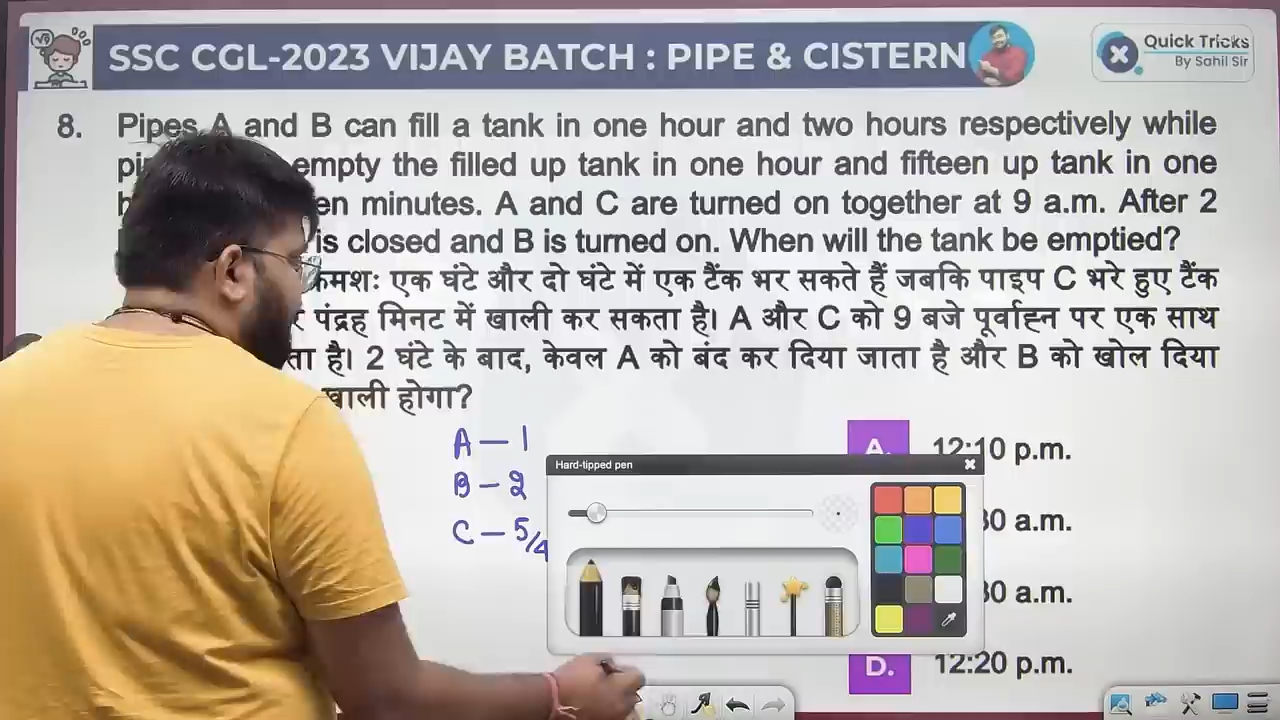 SSC CGL-2023 VIJAY BATCH : PIPE & CISTERN
Quick Tricks
By Sahil Sir
8. Pipes A and B can fill a tank in one hour and two hours respectively while
empty the filled up tank in one hour and fifteen up tank in one
en minutes. A and C are turned on together at 9 a.m. After 2
is closed and B is turned on. When will the tank be emptied?
क्रमशः एक घंटे और दो घंटे में एक टैंक भर सकते हैं जबकि पाइप C भरे हुए टैंक
पंद्रह मिनट में खाली कर सकता है। A और C को 9 बजे पूर्वाह्न पर एक साथ
ता है। 2 घंटे के बाद, केवल A को बंद कर दिया जाता है और B को खोल दिया
खाली होगा?
A — 1
B — 2
C — 5/4
Hard-tipped pen
A. 12:10 p.m.
30 a.m.
30 a.m.
D. 12:20 p.m.